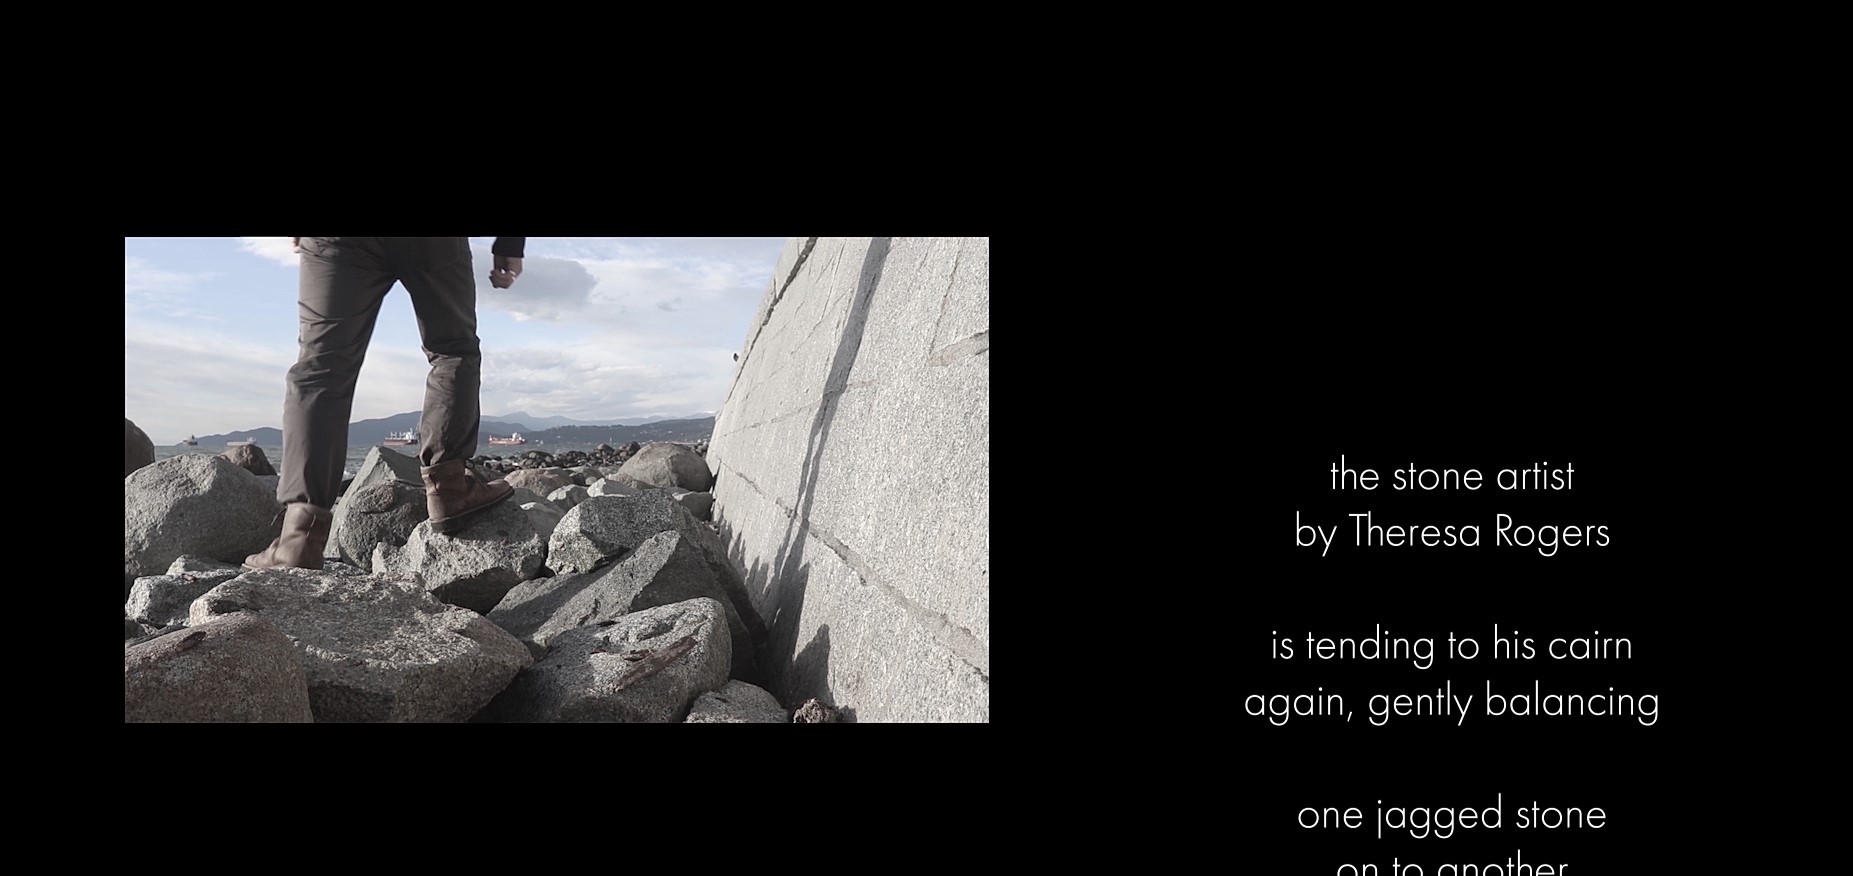 the stone artist
by Theresa Rogers
is tending to his cairn
again, gently balancing
one jagged stone
on to another